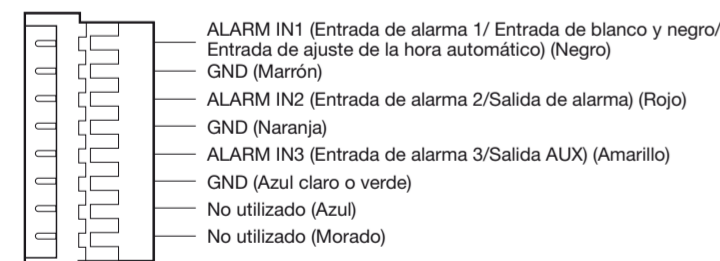 ALARM IN1 (Entrada de alarma 1/ Entrada de blanco y negro/
Entrada de ajuste de la hora automático) (Negro)
GND (Marrón)
ALARM IN2 (Entrada de alarma 2/Salida de alarma) (Rojo)
GND (Naranja)
ALARM IN3 (Entrada de alarma 3/Salida AUX) (Amarillo)
GND (Azul claro o verde)
No utilizado (Azul)
No utilizado (Morado)